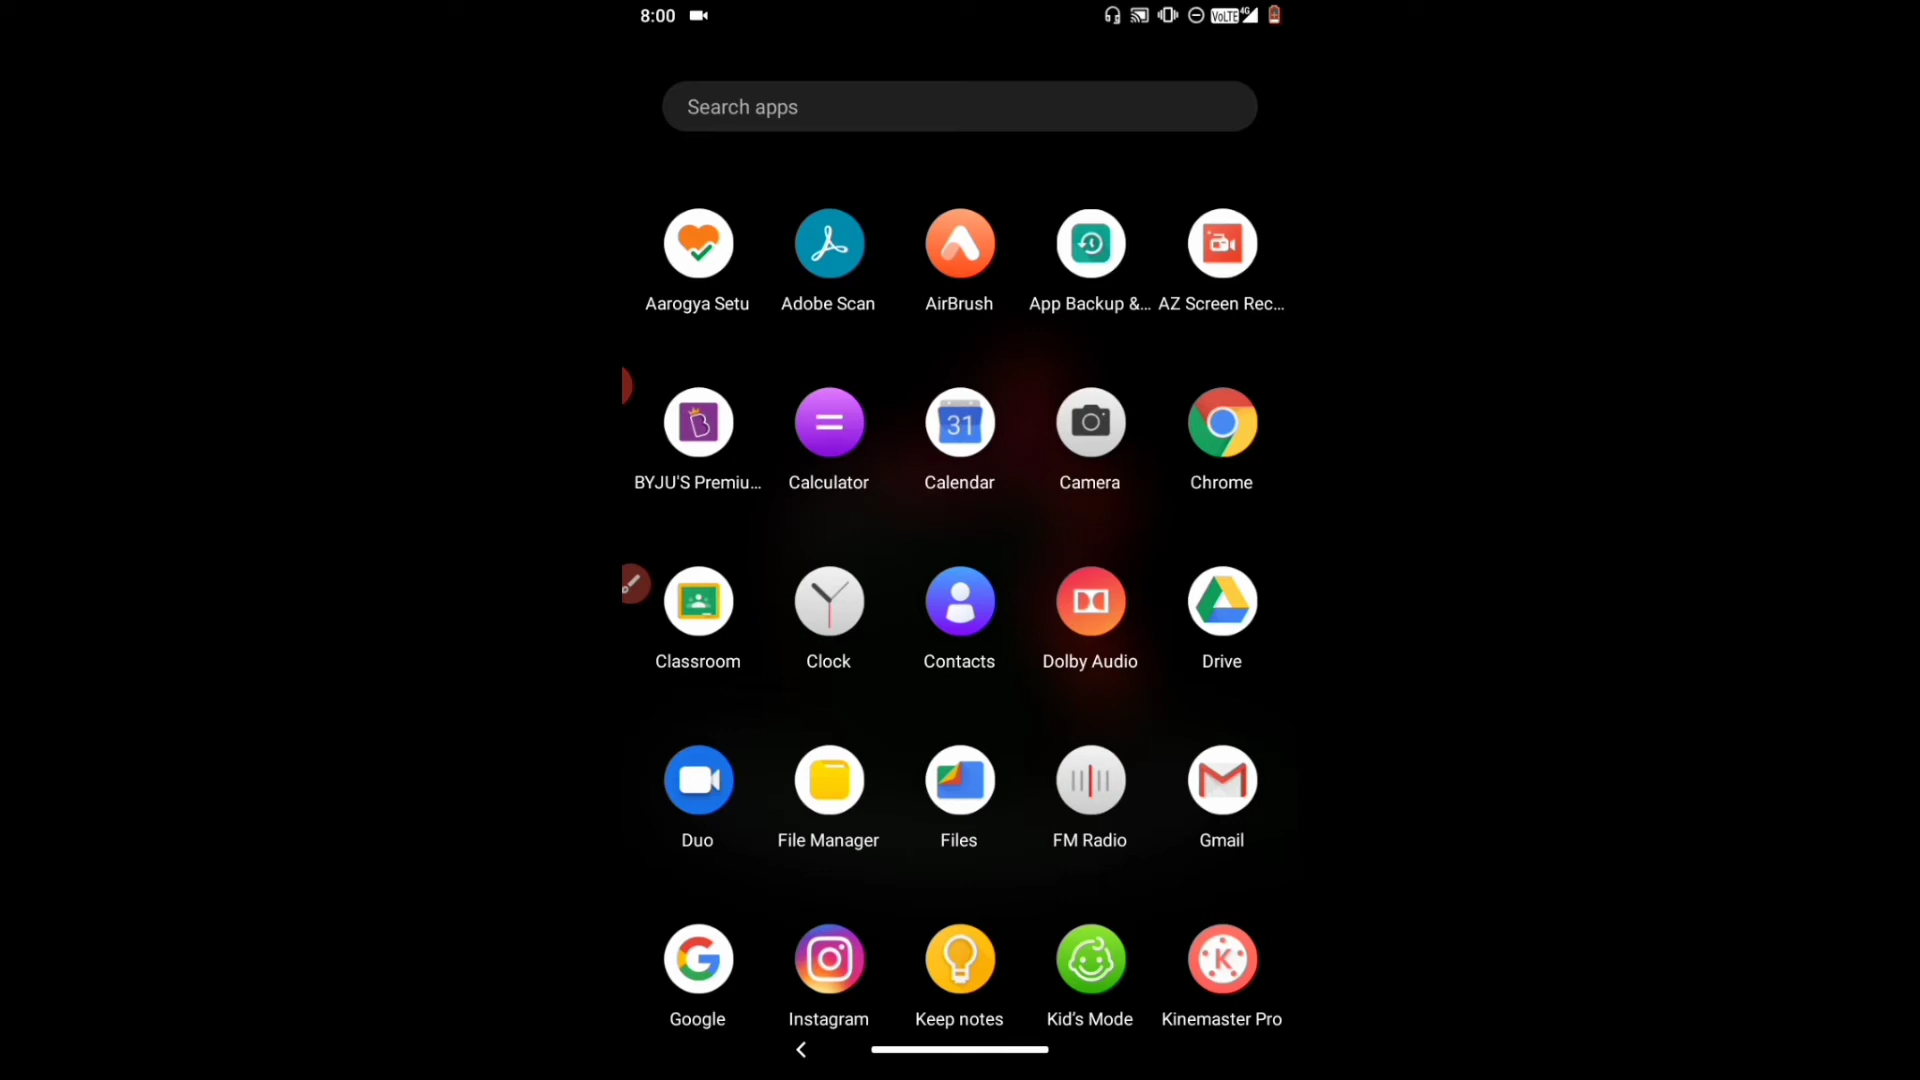 8:00 VoLTE 4G
Search apps
Aarogya Setu Adobe Scan AirBrush App Backup &... AZ Screen Rec...
31
BYJU'S Premiu... Calculator Calendar Camera Chrome
Classroom Clock Contacts Dolby Audio Drive
Duo File Manager Files FM Radio Gmail
Google Instagram Keep notes Kid's Mode Kinemaster Pro